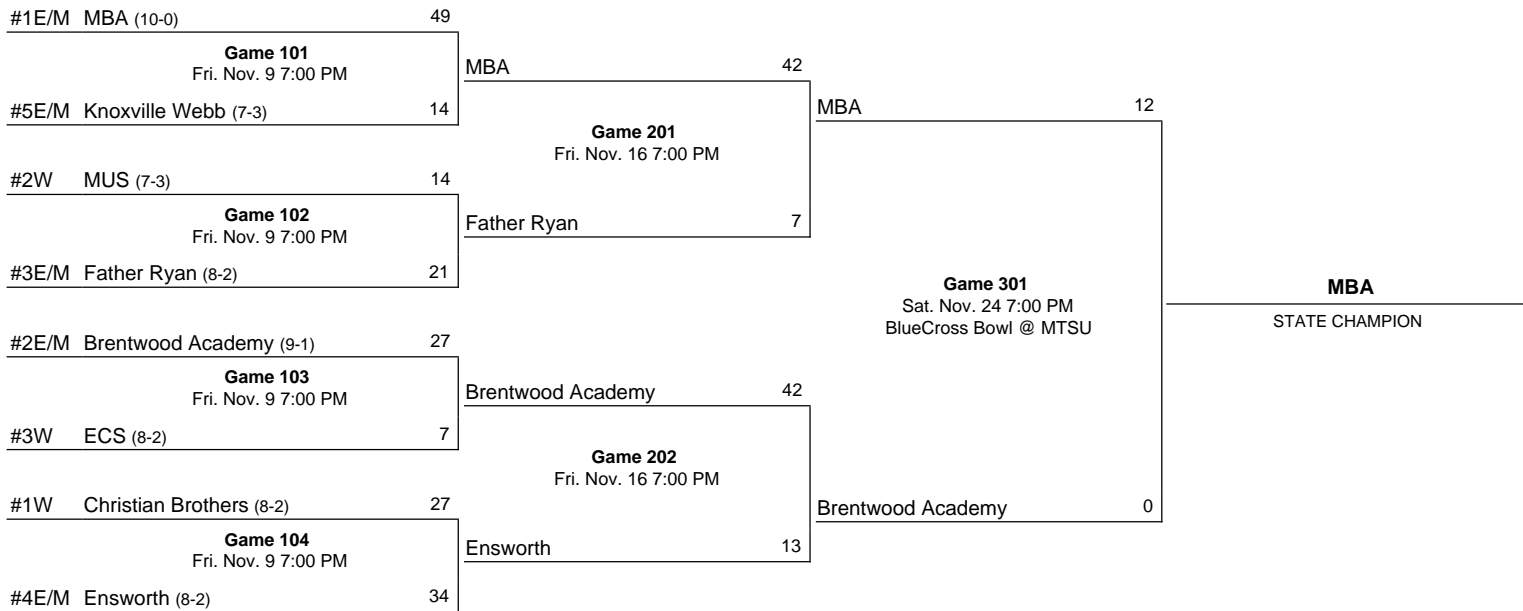 #1E/M MBA (10-0) 49
Game 101
Fri. Nov. 9 7:00 PM
#5E/M Knoxville Webb (7-3) 14
MBA 42
Game 201
Fri. Nov. 16 7:00 PM
#2W MUS (7-3) 14
Game 102
Fri. Nov. 9 7:00 PM
#3E/M Father Ryan (8-2) 21
Father Ryan 7
MBA 12
Game 301
Sat. Nov. 24 7:00 PM
BlueCross Bowl @ MTSU
MBA
STATE CHAMPION
#2E/M Brentwood Academy (9-1) 27
Game 103
Fri. Nov. 9 7:00 PM
#3W ECS (8-2) 7
Brentwood Academy 42
Game 202
Fri. Nov. 16 7:00 PM
#1W Christian Brothers (8-2) 27
Game 104
Fri. Nov. 9 7:00 PM
#4E/M Ensworth (8-2) 34
Ensworth 13
Brentwood Academy 0